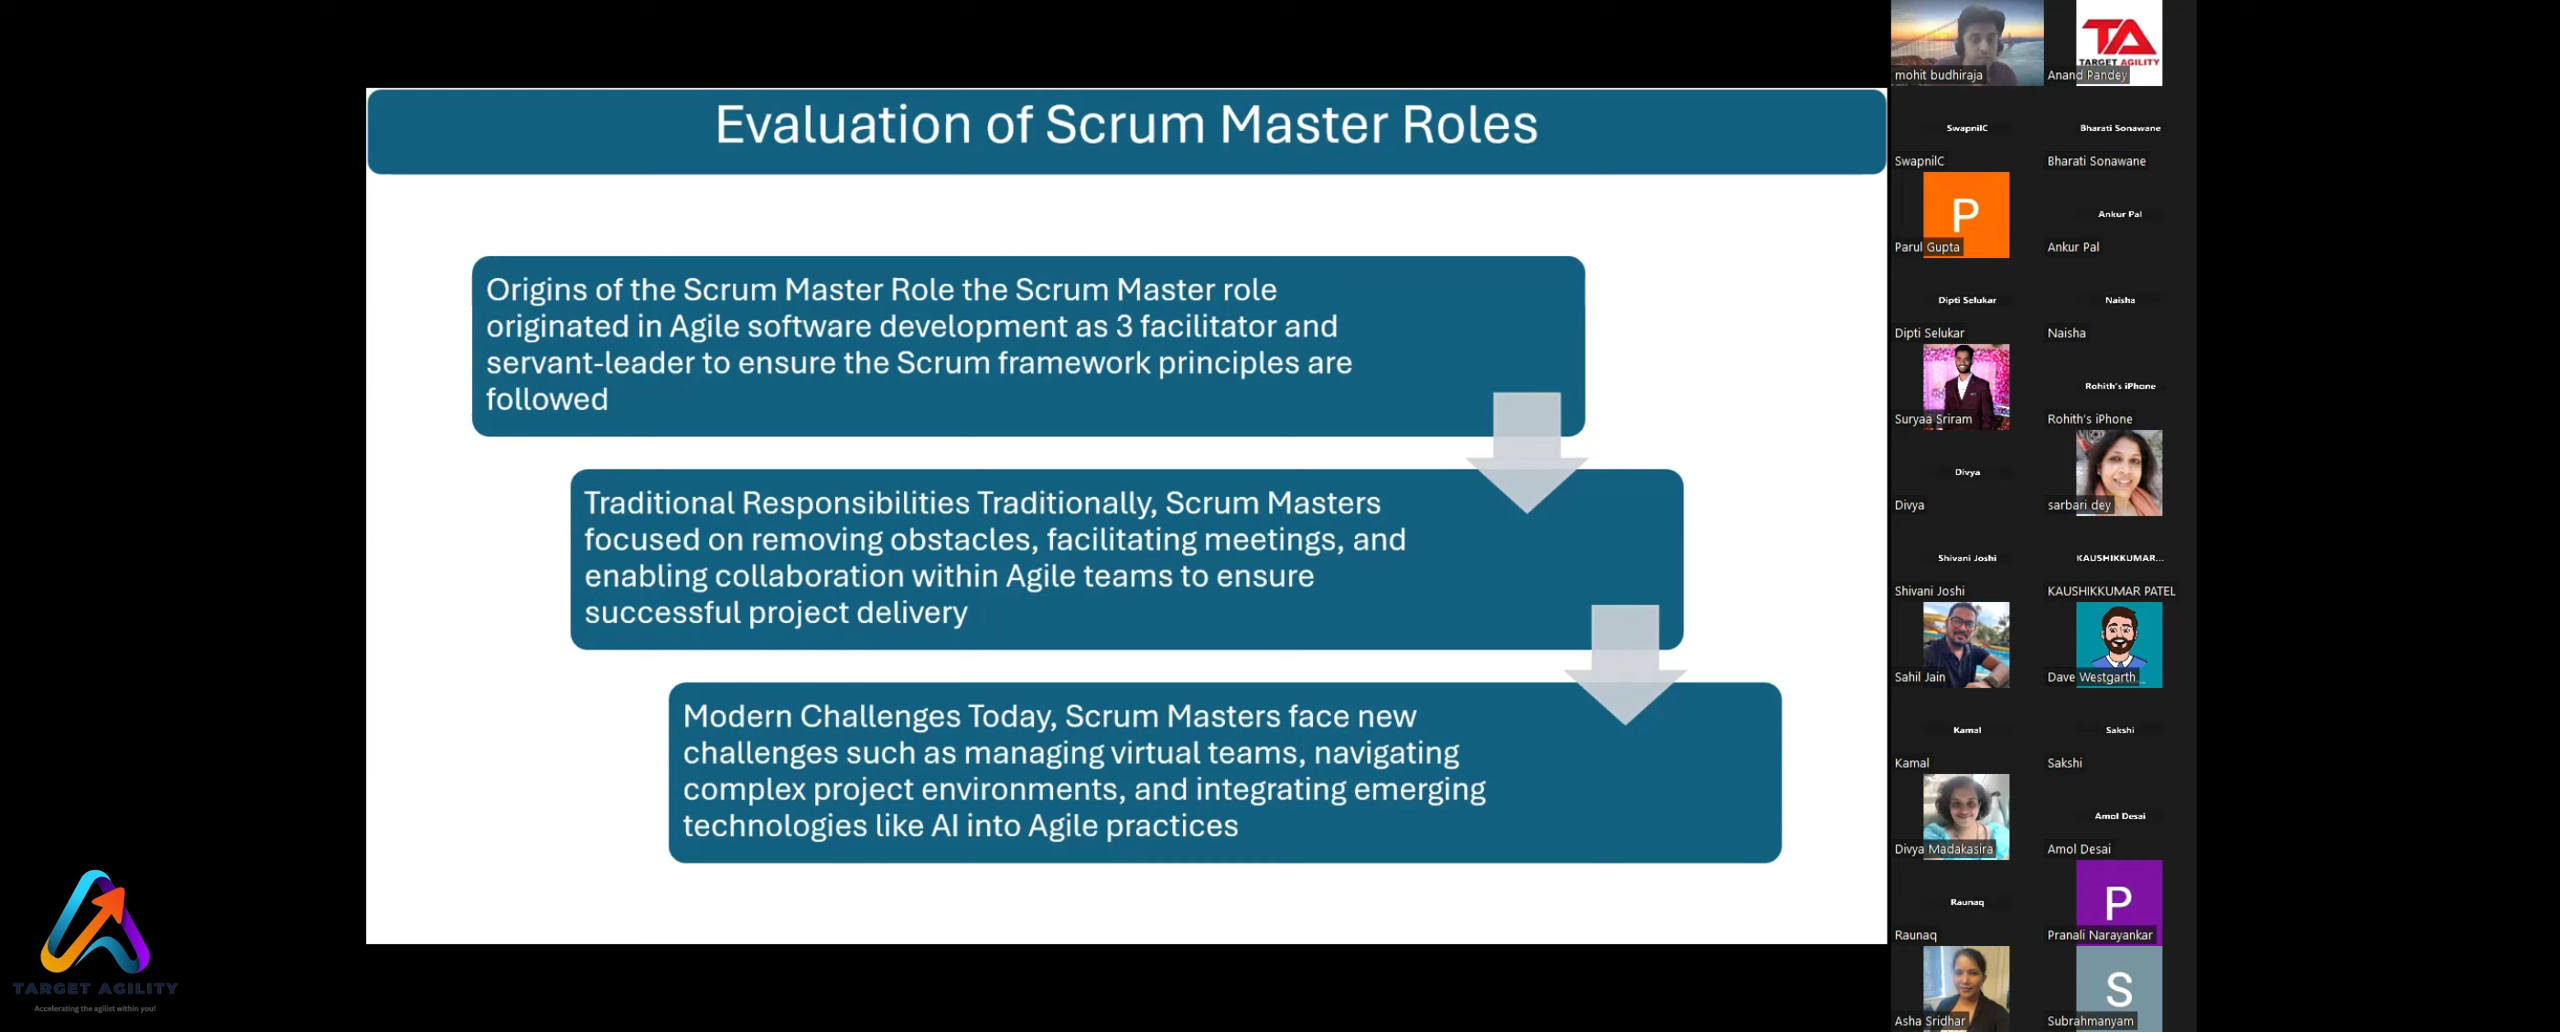 Evaluation of Scrum Master Roles
Origins of the Scrum Master Role the Scrum Master role
originated in Agile software development as 3 facilitator and
servant-leader to ensure the Scrum framework principles are
followed
Traditional Responsibilities Traditionally, Scrum Masters
focused on removing obstacles, facilitating meetings, and
enabling collaboration within Agile teams to ensure
successful project delivery
Modern Challenges Today, Scrum Masters face new
challenges such as managing virtual teams, navigating
complex project environments, and integrating emerging
technologies like AI into Agile practices
TARGET AGILITY
Accelerating the agilist within you!
mohit budhiraja
TA
TARGET AGILITY
Anand Pandey
SwapnilC
SwapnilC
Bharati Sonawane
Bharati Sonawane
P
Parul Gupta
Ankur Pal
Ankur Pal
Dipti Selukar
Dipti Selukar
Naisha
Naisha
Suryaa Sriram
Rohith's iPhone
Rohith's iPhone
Divya
Divya
sarbari dey
Shivani Joshi
Shivani Joshi
KAUSHIKKUMAR...
KAUSHIKKUMAR PATEL
Sahil Jain
Dave Westgarth...
Kamal
Kamal
Sakshi
Sakshi
Divya Madakasira
Amol Desai
Amol Desai
Raunaq
Raunaq
P
Pranali Narayankar
Asha Sridhar
S
Subrahmanyam